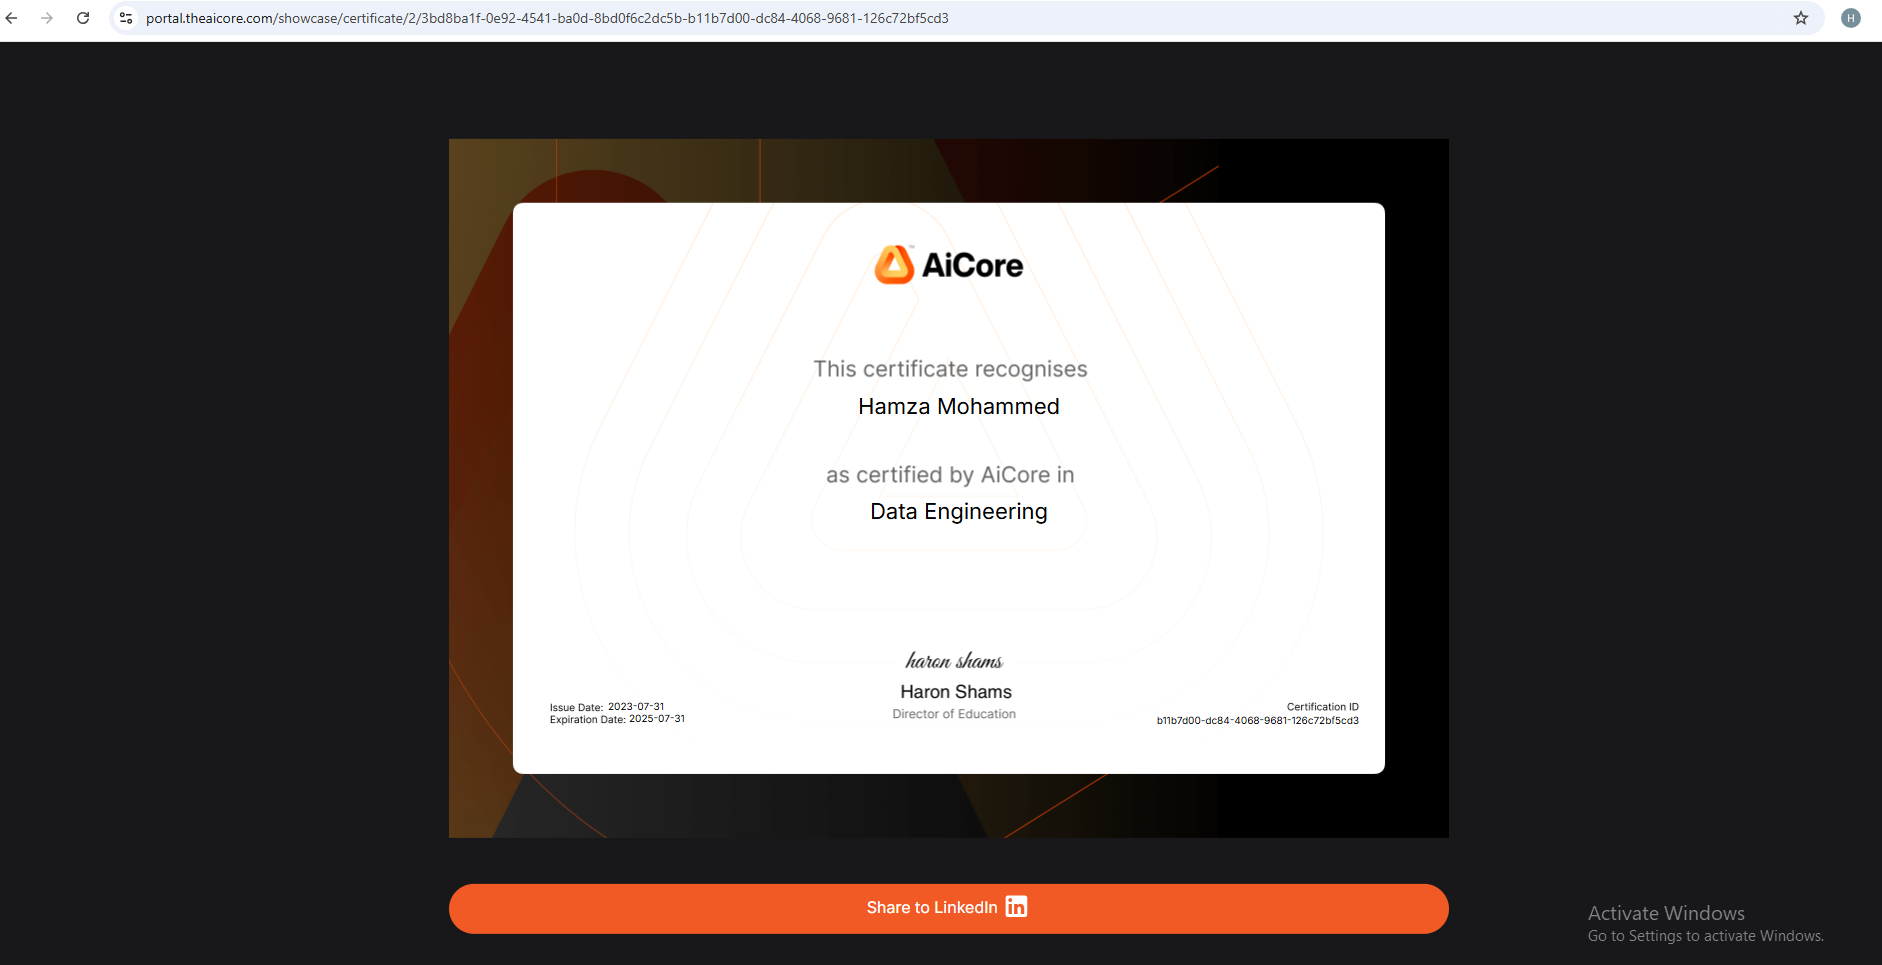 portal.theaicore.com/showcase/certificate/2/3bd8ba1f-0e92-4541-ba0d-8bd0f6c2dc5b-b11b7d00-dc84-4068-9681-126c72bf5cd3
H
AiCore™
This certificate recognises
Hamza Mohammed
as certified by AiCore in
Data Engineering
haron shams
Haron Shams
Director of Education
Issue Date: 2023-07-31
Expiration Date: 2025-07-31
Certification ID
b11b7d00-dc84-4068-9681-126c72bf5cd3
Share to LinkedIn in
Activate Windows
Go to Settings to activate Windows.